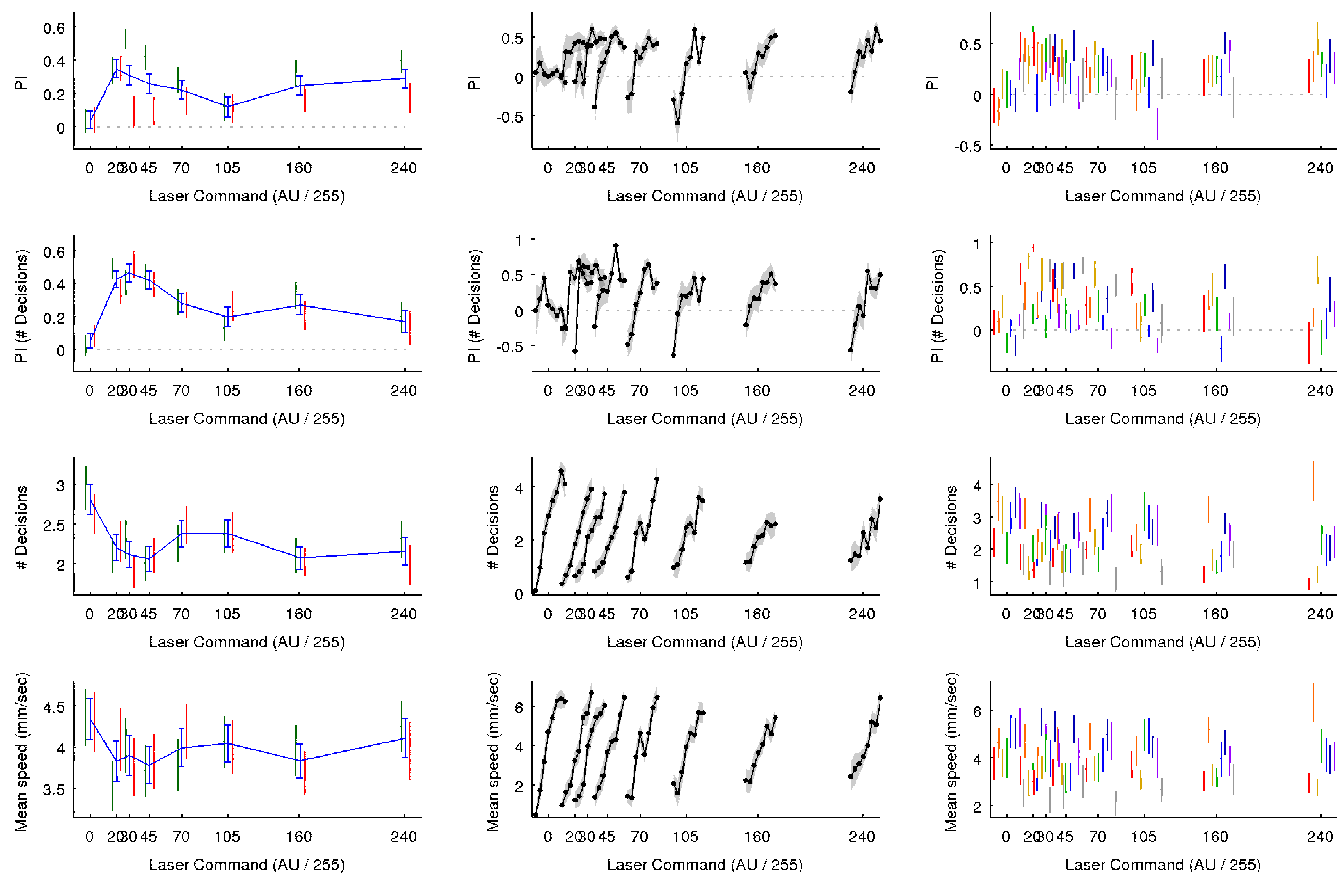 PI
0.6
0.4
0.2
0
0 20 30 45 70 105 160 240
Laser Command (AU / 255)
PI
0.5
0
-0.5
0 20 30 45 70 105 160 240
Laser Command (AU / 255)
PI
0.5
0
-0.5
0 20 30 45 70 105 160 240
Laser Command (AU / 255)
PI (# Decisions)
0.6
0.4
0.2
0
0 20 30 45 70 105 160 240
Laser Command (AU / 255)
PI (# Decisions)
1
0.5
0
-0.5
0 20 30 45 70 105 160 240
Laser Command (AU / 255)
PI (# Decisions)
1
0.5
0
0 20 30 45 70 105 160 240
Laser Command (AU / 255)
# Decisions
3
2.5
2
0 20 30 45 70 105 160 240
Laser Command (AU / 255)
# Decisions
4
2
0
0 20 30 45 70 105 160 240
Laser Command (AU / 255)
# Decisions
4
3
2
1
0 20 30 45 70 105 160 240
Laser Command (AU / 255)
Mean speed (mm/sec)
4.5
4
3.5
0 20 30 45 70 105 160 240
Laser Command (AU / 255)
Mean speed (mm/sec)
6
4
2
0 20 30 45 70 105 160 240
Laser Command (AU / 255)
Mean speed (mm/sec)
6
4
2
0 20 30 45 70 105 160 240
Laser Command (AU / 255)